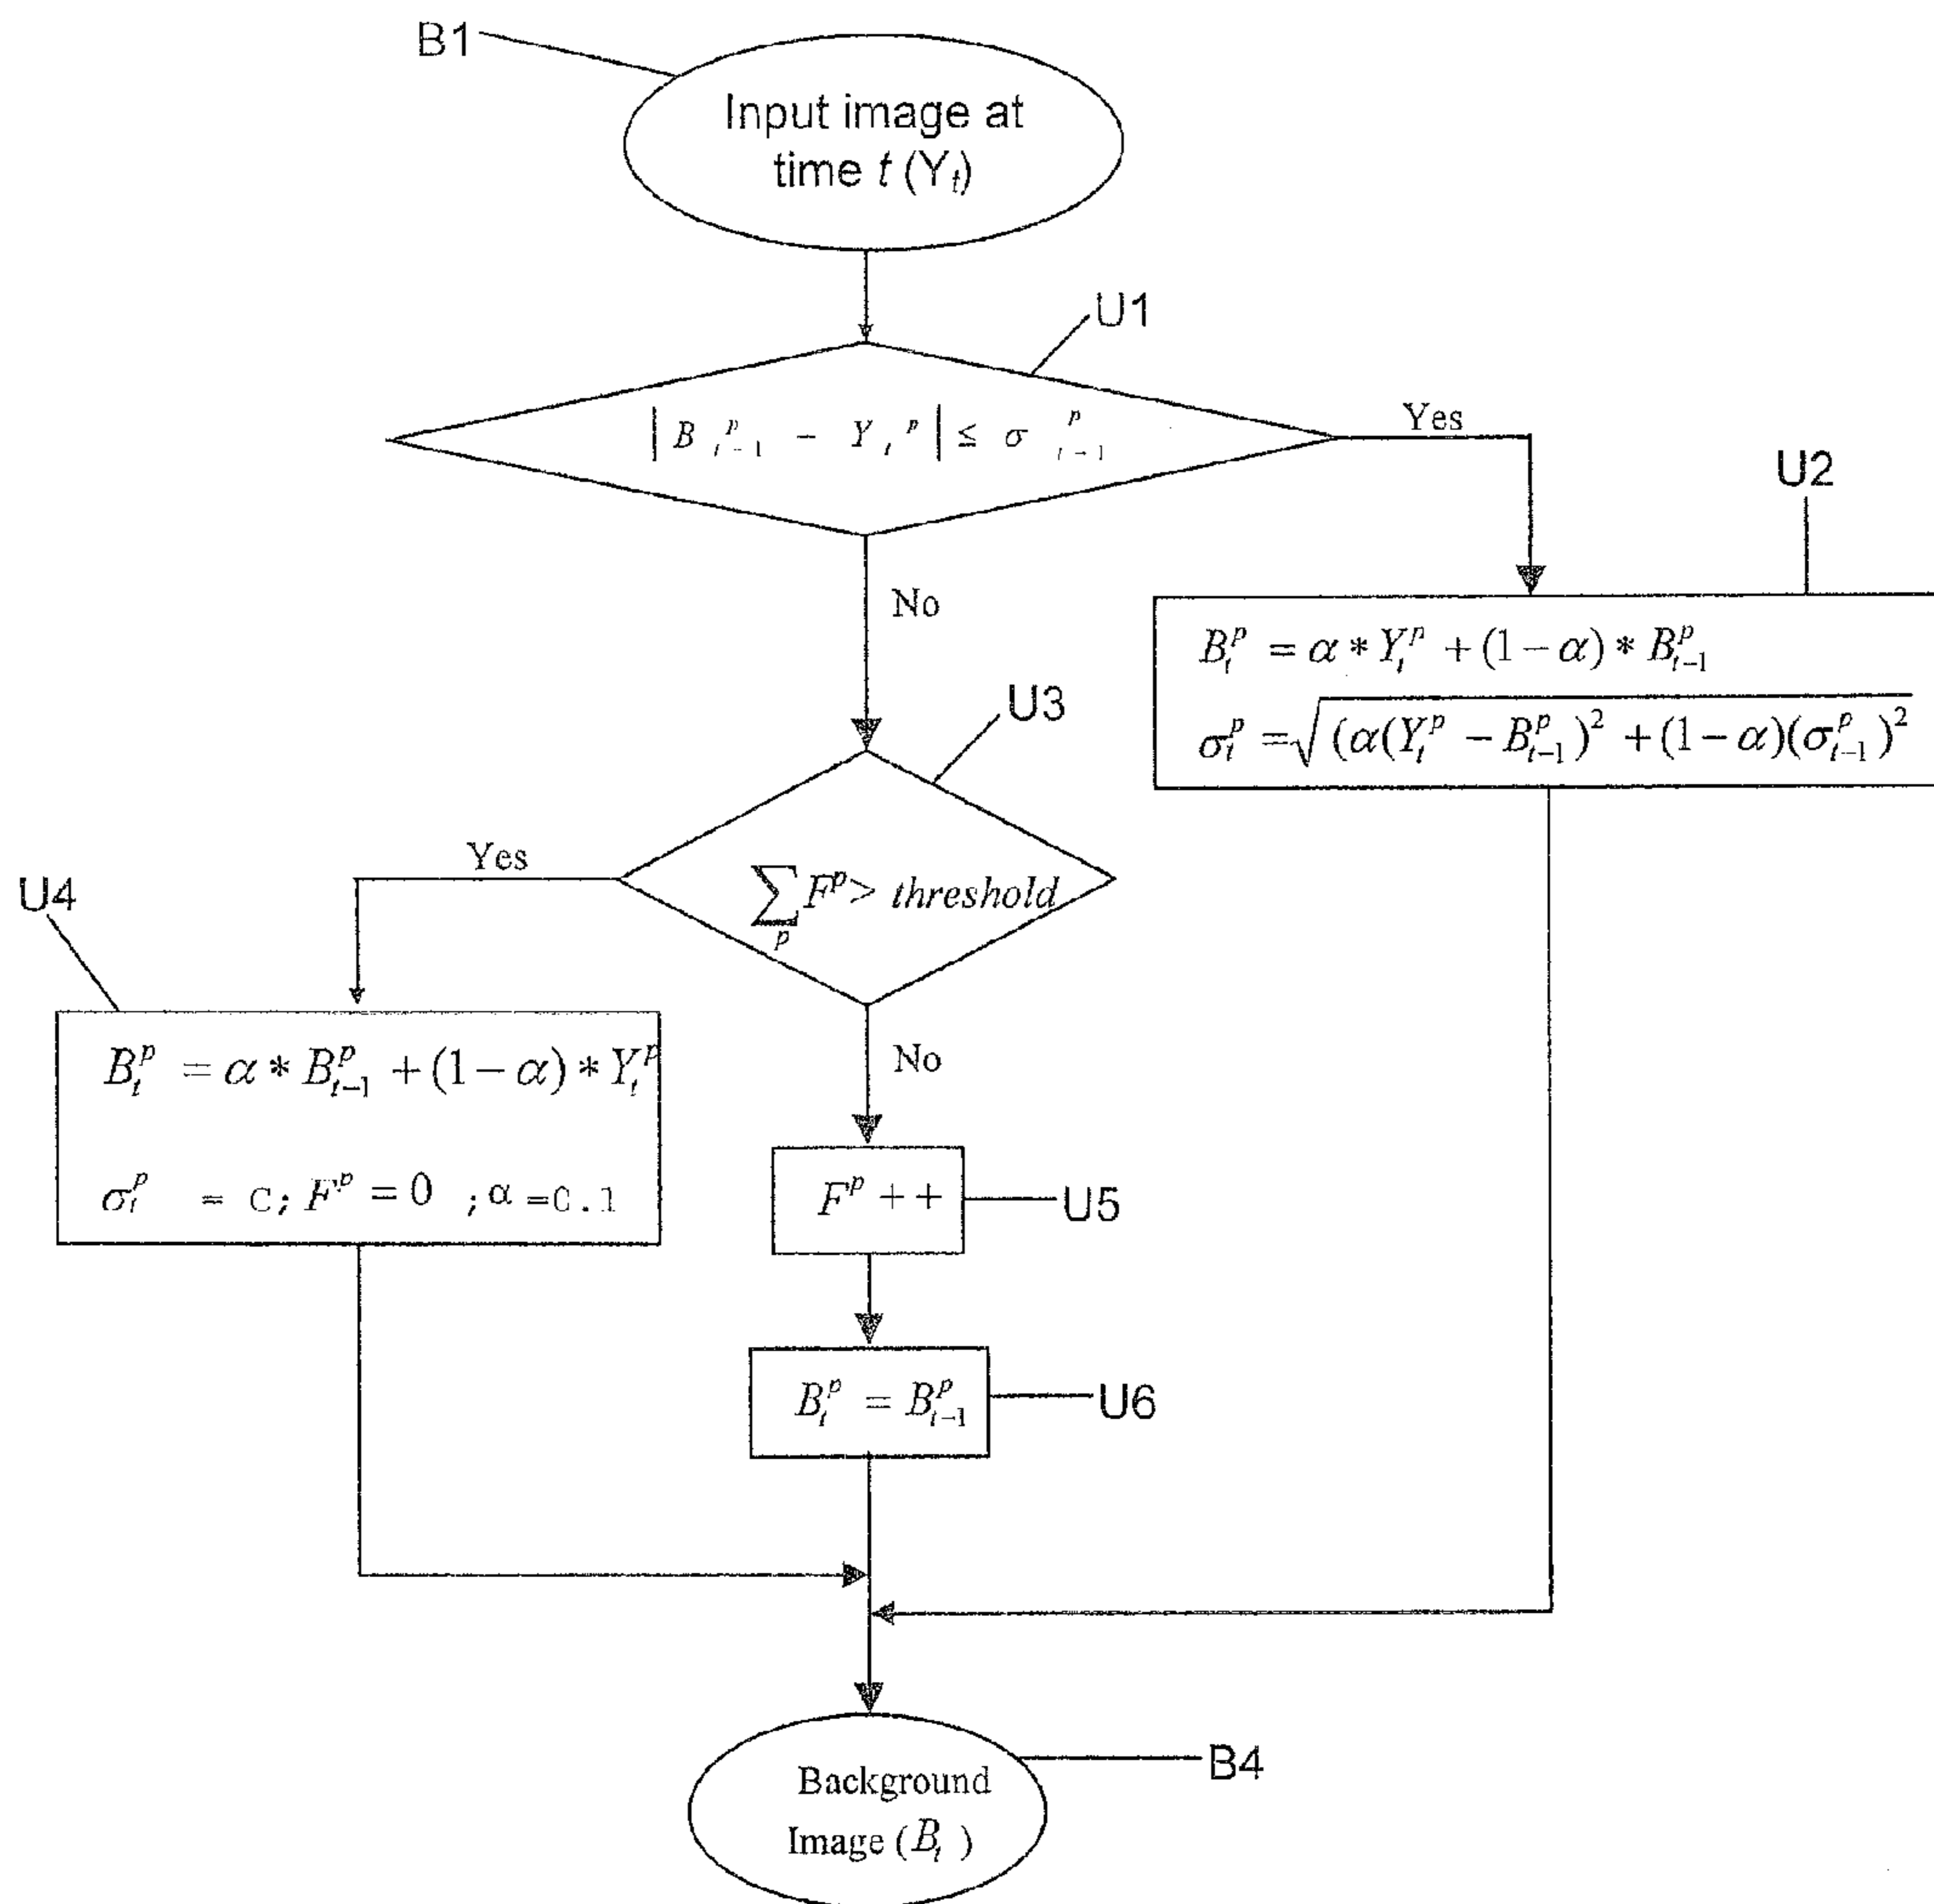 B1
Input image at
time t (Y_t)
U1
| B_{t-1}^p - Y_t^p | ≤ σ_{t-1}^p
Yes
U2
No
B_t^p = α * Y_t^p + (1-α) * B_{t-1}^p
σ_t^p = √(α(Y_t^p - B_{t-1}^p)^2 + (1-α)(σ_{t-1}^p)^2
U3
Yes
∑_p F^p > threshold
U4
No
B_t^p = α * B_{t-1}^p + (1-α) * Y_t^p
σ_t^p = C; F^p = 0 ; α =0.1
F^p ++
U5
B_t^p = B_{t-1}^p
U6
B4
Background
Image (B_t)